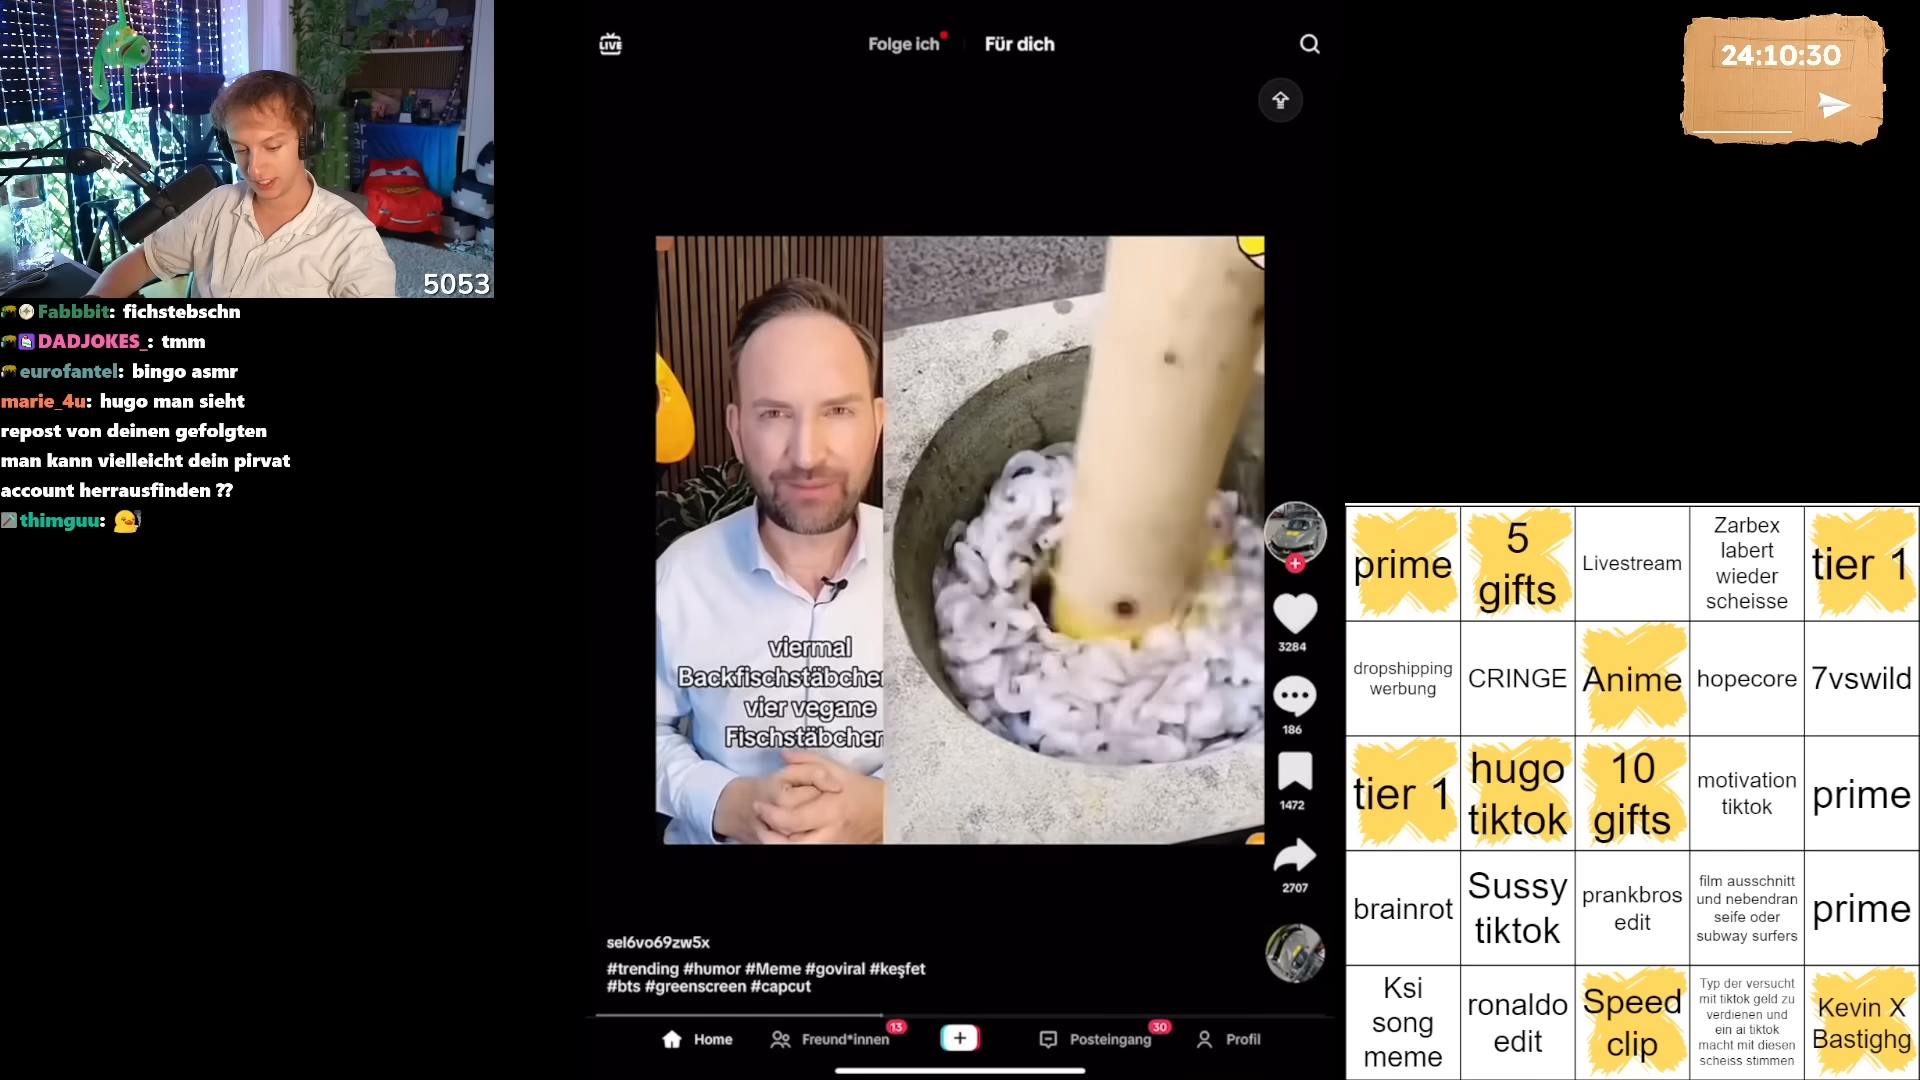 5053
Fabbbit: fichstebschn
DADJOKES_: tmm
eurofantel: bingo asmr
marie_4u: hugo man sieht
repost von deinen gefolgten
man kann vielleicht dein pirvat
account herrausfinden ??
thimguu:
LIVE
Folge ich
Für dich
viermal
Backfischstäbchen
vier vegane
Fischstäbchen
3284
186
1472
2707
sel6vo69zw5x
#trending #humor #Meme #goviral #keşfet
#bts #greenscreen #capcut
Home
Freund*innen
13
Posteingang
30
Profil
24:10:30
prime
5
gifts
Livestream
Zarbex
labert
wieder
scheisse
tier 1
dropshipping
werbung
CRINGE
Anime
hopecore
7vswild
tier 1
hugo
tiktok
10
gifts
motivation
tiktok
prime
brainrot
Sussy
tiktok
prankbros
edit
film ausschnitt
und nebendran
seife oder
subway surfers
prime
Ksi
song
meme
ronaldo
edit
Speed
clip
Typ der versucht
mit tiktok geld zu
verdienen und
ein ai tiktok
macht mit diesen
scheiss stimmen
Kevin X
Bastighg